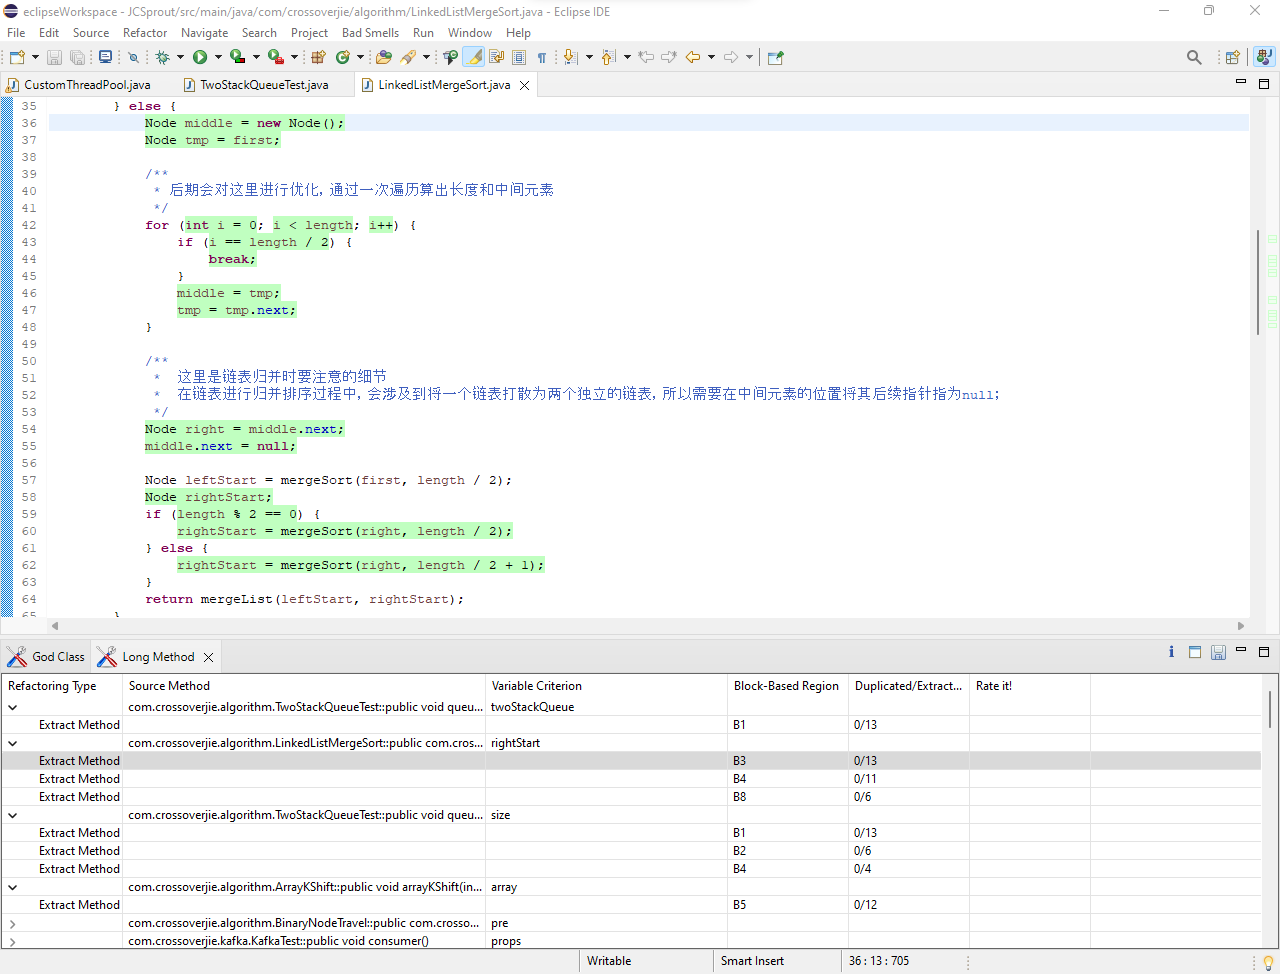 eclipseWorkspace - JCSprout/src/main/java/com/crossoverjie/algorithm/LinkedListMergeSort.java - Eclipse IDE
File Edit Source Refactor Navigate Search Project Bad Smells Run Window Help
CustomThreadPool.java TwoStackQueueTest.java LinkedListMergeSort.java
35 } else {
36 Node middle = new Node();
37 Node tmp = first;
38
39 /**
40 * 后期会对这里进行优化, 通过一次遍历算出长度和中间元素
41 */
42 for (int i = 0; i < length; i++) {
43 if (i == length / 2) {
44 break;
45 }
46 middle = tmp;
47 tmp = tmp.next;
48 }
49
50 /**
51 * 这里是链表归并时要注意的细节
52 * 在链表进行归并排序过程中, 会涉及到将一个链表打散为两个独立的链表, 所以需要在中间元素的位置将其后续指针指为null;
53 */
54 Node right = middle.next;
55 middle.next = null;
56
57 Node leftStart = mergeSort(first, length / 2);
58 Node rightStart;
59 if (length % 2 == 0) {
60 rightStart = mergeSort(right, length / 2);
61 } else {
62 rightStart = mergeSort(right, length / 2 + 1);
63 }
64 return mergeList(leftStart, rightStart);
65 }
God Class Long Method
Refactoring Type Source Method Variable Criterion Block-Based Region Duplicated/Extract... Rate it!
com.crossoverjie.algorithm.TwoStackQueueTest::public void queu... twoStackQueue
Extract Method B1 0/13
com.crossoverjie.algorithm.LinkedListMergeSort::public com.cros... rightStart
Extract Method B3 0/13
Extract Method B4 0/11
Extract Method B8 0/6
com.crossoverjie.algorithm.TwoStackQueueTest::public void queu... size
Extract Method B1 0/13
Extract Method B2 0/6
Extract Method B4 0/4
com.crossoverjie.algorithm.ArrayKShift::public void arrayKShift(in... array
Extract Method B5 0/12
com.crossoverjie.algorithm.BinaryNodeTravel::public com.crosso... pre
com.crossoverjie.kafka.KafkaTest::public void consumer() props
Writable Smart Insert 36 : 13 : 705